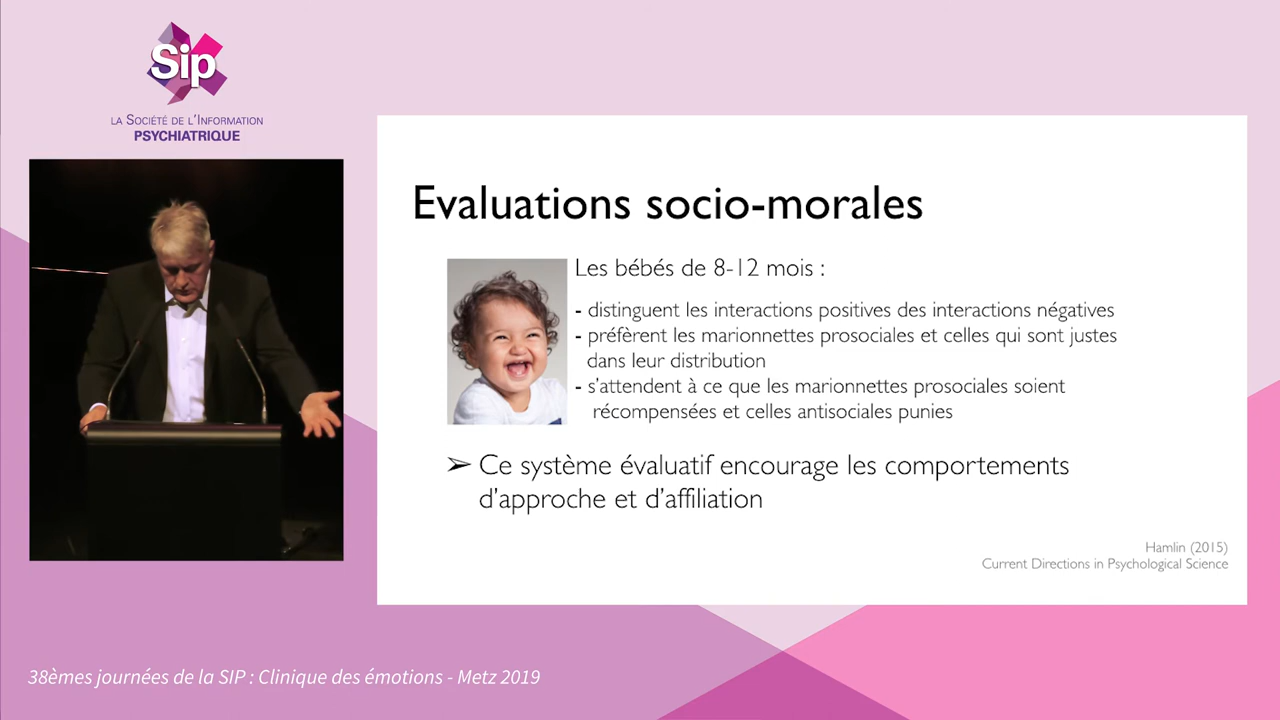 Sip
LA SOCIÉTÉ DE L'INFORMATION
PSYCHIATRIQUE
Evaluations socio-morales
Les bébés de 8-12 mois :
- distinguent les interactions positives des interactions négatives
- préfèrent les marionnettes prosociales et celles qui sont justes
dans leur distribution
- s'attendent à ce que les marionnettes prosociales soient
récompensées et celles antisociales punies
➢ Ce système évaluatif encourage les comportements
d'approche et d'affiliation
Hamlin (2015)
Current Directions in Psychological Science
38èmes journées de la SIP : Clinique des émotions - Metz 2019